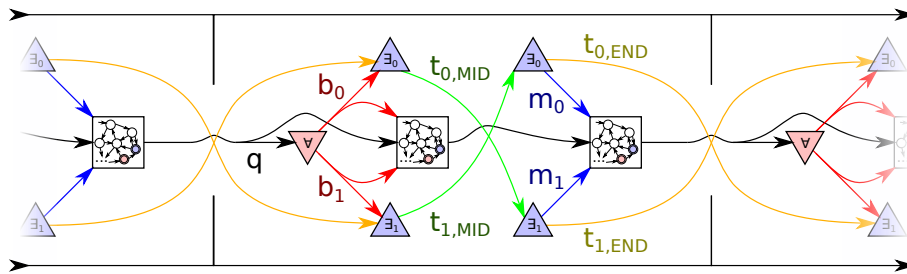 ∃₀ ∃₀ ∃₀ ∃₀
b₀ t₀,MID m₀ t₀,END
q ∀ ∀
b₁ t₁,MID m₁ t₁,END
∃₁ ∃₁ ∃₁ ∃₁